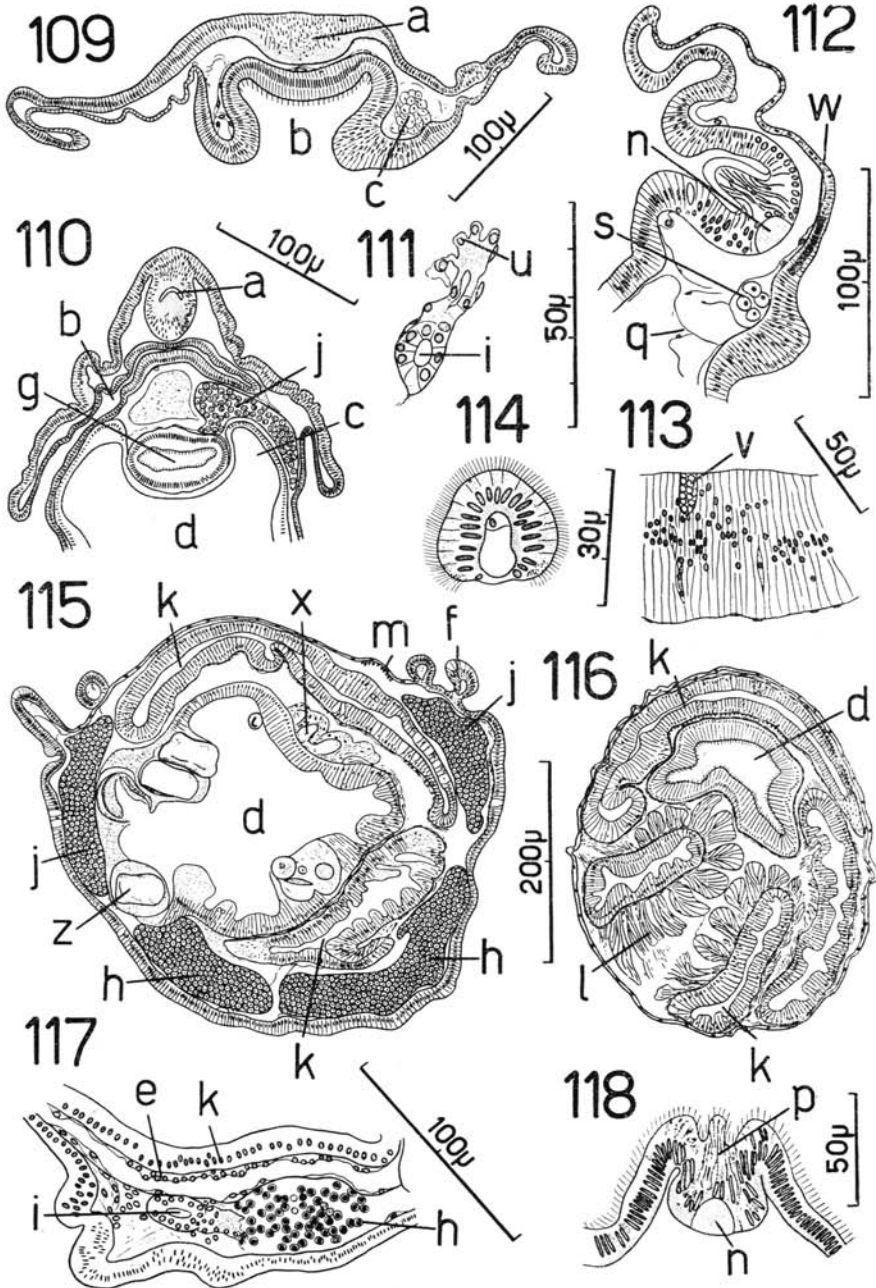 109
a
b
c
100μ
112
w
n
s
q
100μ
110
100μ
a
b
g
j
c
d
111
u
i
50μ
114
30μ
113
v
50μ
115
k
x
m
f
j
d
j
z
h
h
k
200μ
116
k
d
l
k
117
e
k
i
h
100μ
118
p
n
50μ